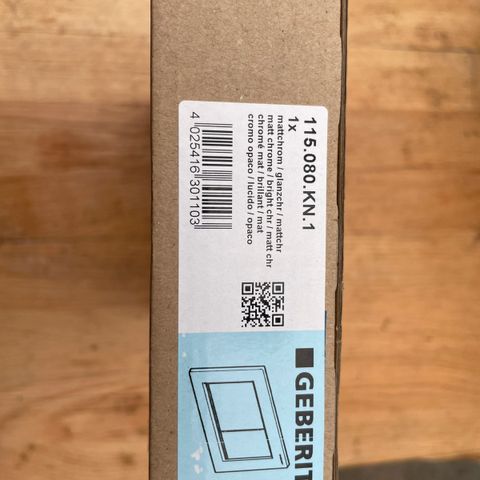 115.080.KN.1
1x
mattchrom / glanzchr / mattchr
matt chrome / bright chr / matt chr
chromé mat / brillant / mat
cromo opaco / lucido / opaco
4 025416 301103
GEBERIT